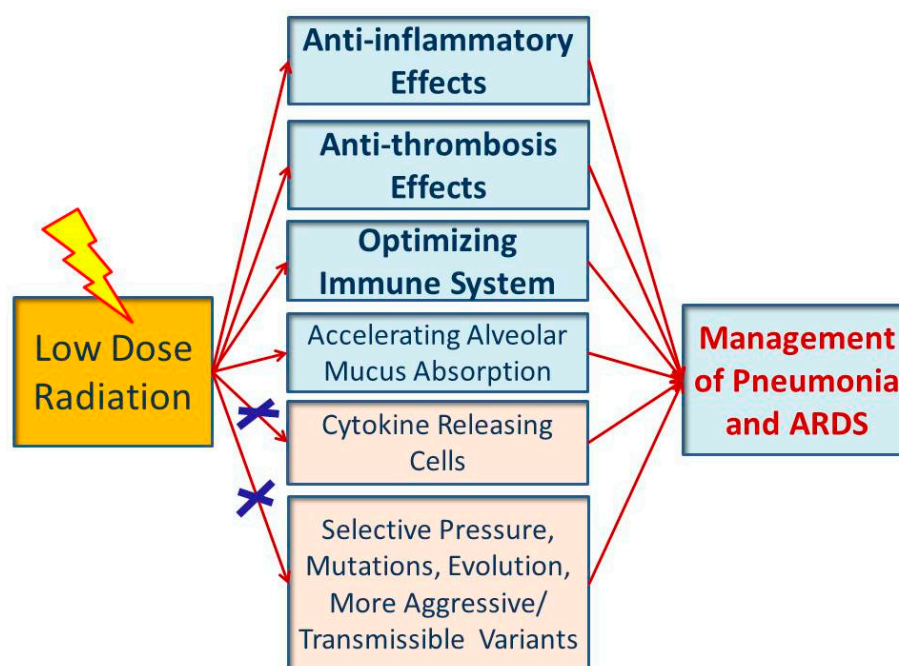 Anti-inflammatory
Effects
Anti-thrombosis
Effects
Optimizing
Immune System
Low Dose
Radiation
Accelerating Alveolar
Mucus Absorption
Cytokine Releasing
Cells
Selective Pressure,
Mutations, Evolution,
More Aggressive/
Transmissible Variants
Management
of Pneumonia
and ARDS